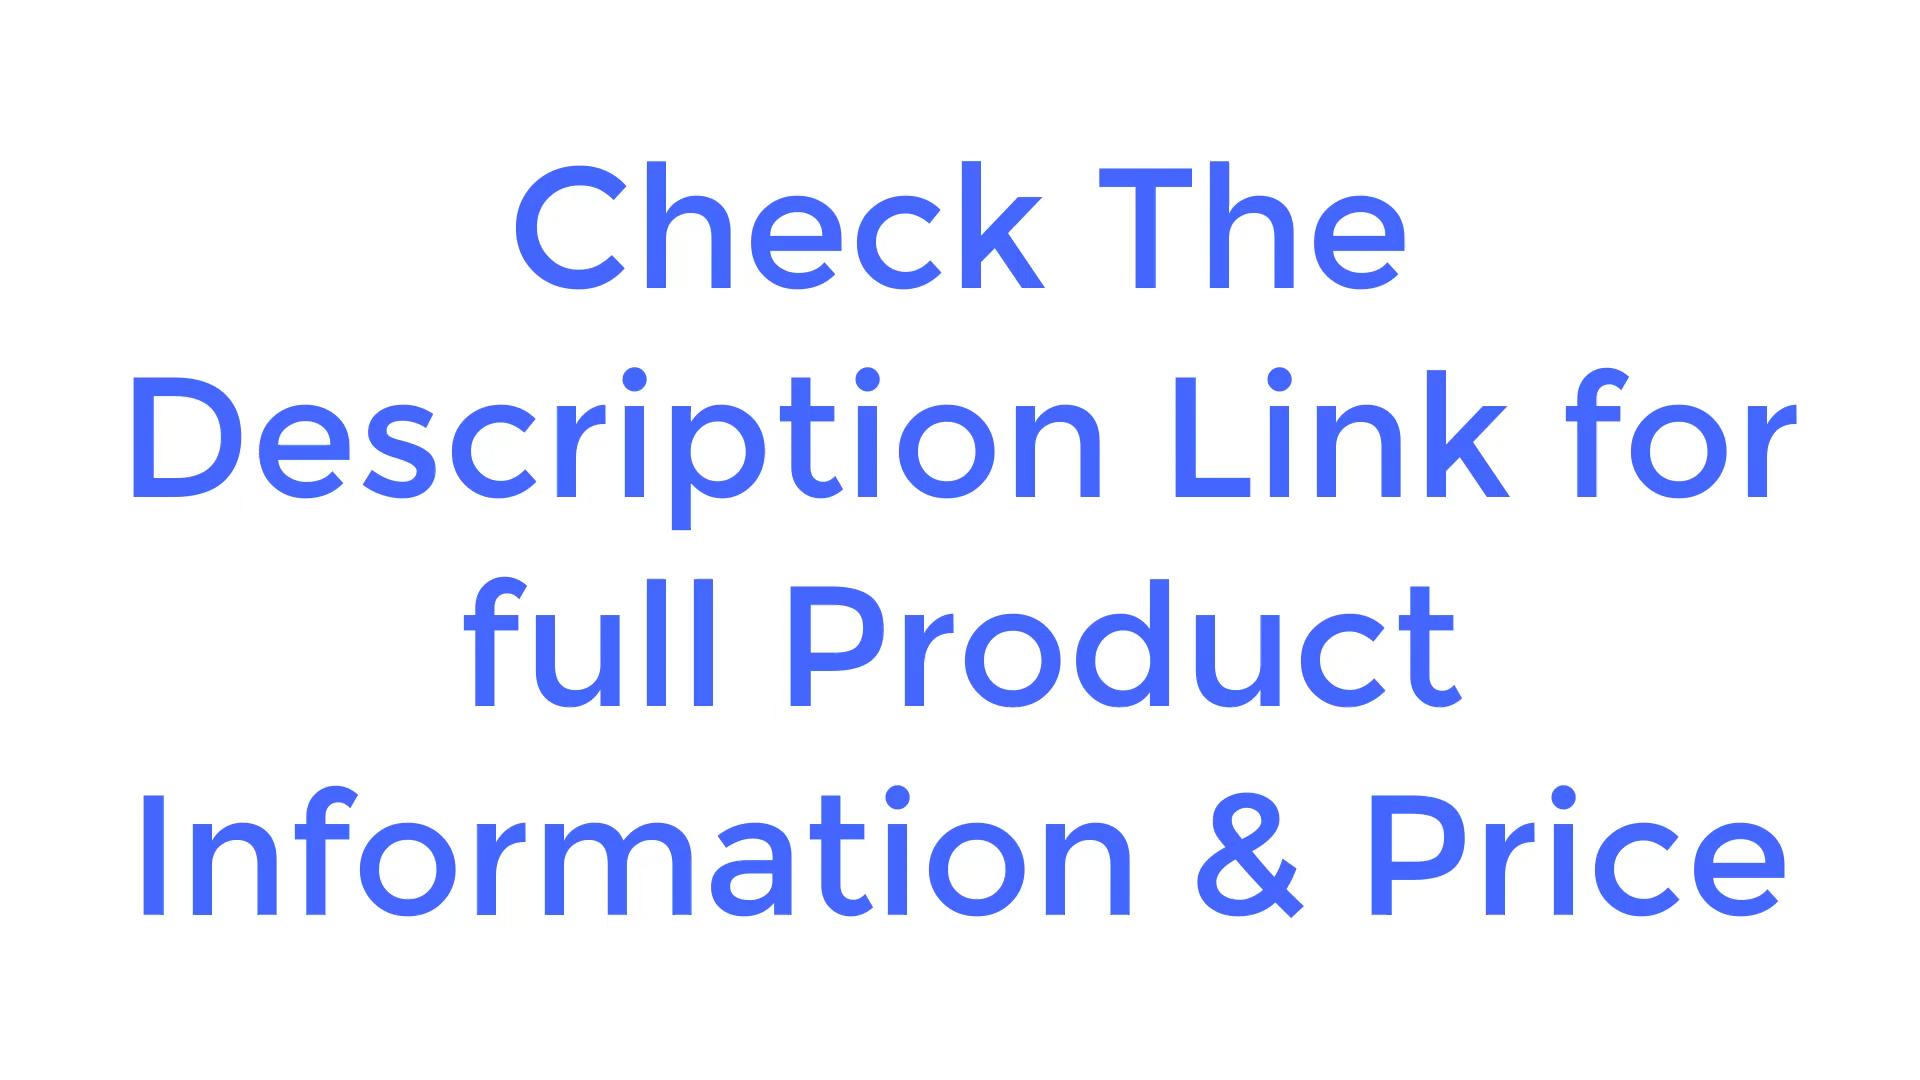 Check The
Description Link for
full Product
Information & Price